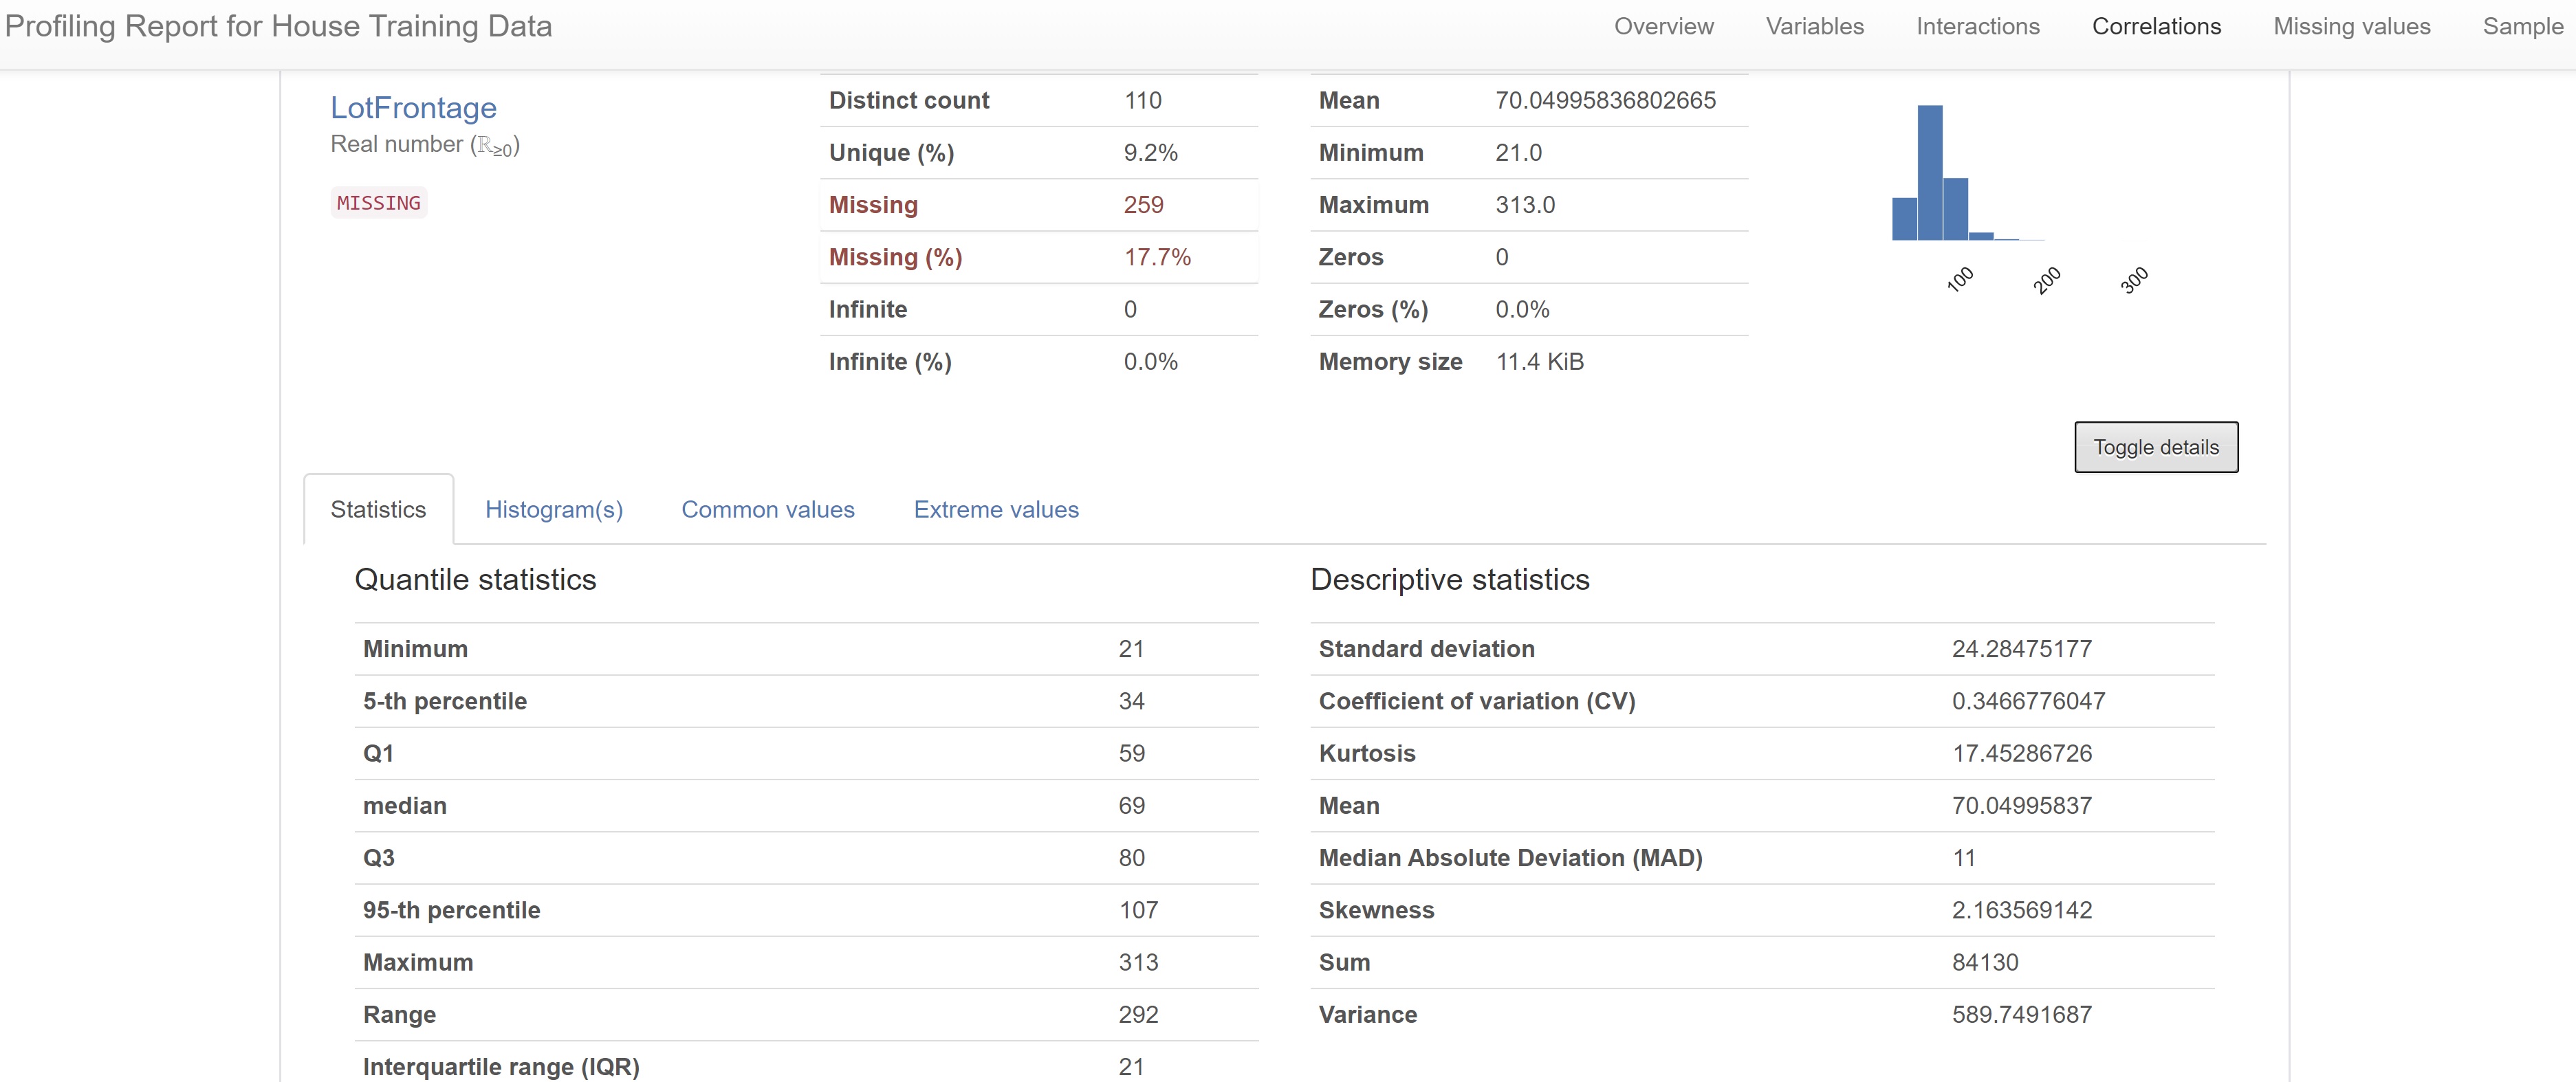 Profiling Report for House Training Data
Overview Variables Interactions Correlations Missing values Sample
LotFrontage
Real number (ℝ≥0)
MISSING
Distinct count 110
Unique (%) 9.2%
Missing 259
Missing (%) 17.7%
Infinite 0
Infinite (%) 0.0%
Mean 70.04995836802665
Minimum 21.0
Maximum 313.0
Zeros 0
Zeros (%) 0.0%
Memory size 11.4 KiB
100 200 300
Toggle details
Statistics Histogram(s) Common values Extreme values
Quantile statistics
Minimum 21
5-th percentile 34
Q1 59
median 69
Q3 80
95-th percentile 107
Maximum 313
Range 292
Interquartile range (IQR) 21
Descriptive statistics
Standard deviation 24.28475177
Coefficient of variation (CV) 0.3466776047
Kurtosis 17.45286726
Mean 70.04995837
Median Absolute Deviation (MAD) 11
Skewness 2.163569142
Sum 84130
Variance 589.7491687